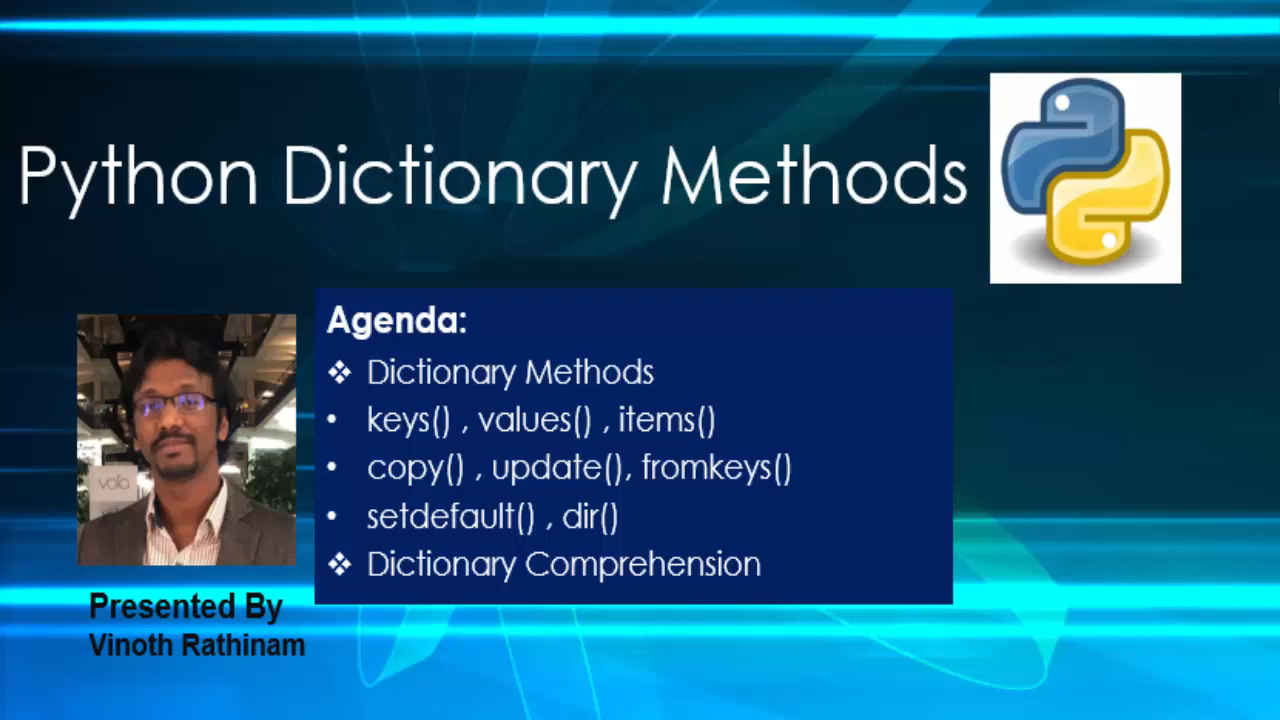 Python Dictionary Methods
Agenda:
❖ Dictionary Methods
• keys() , values() , items()
• copy() , update(), fromkeys()
• setdefault() , dir()
❖ Dictionary Comprehension
vola
Presented By
Vinoth Rathinam